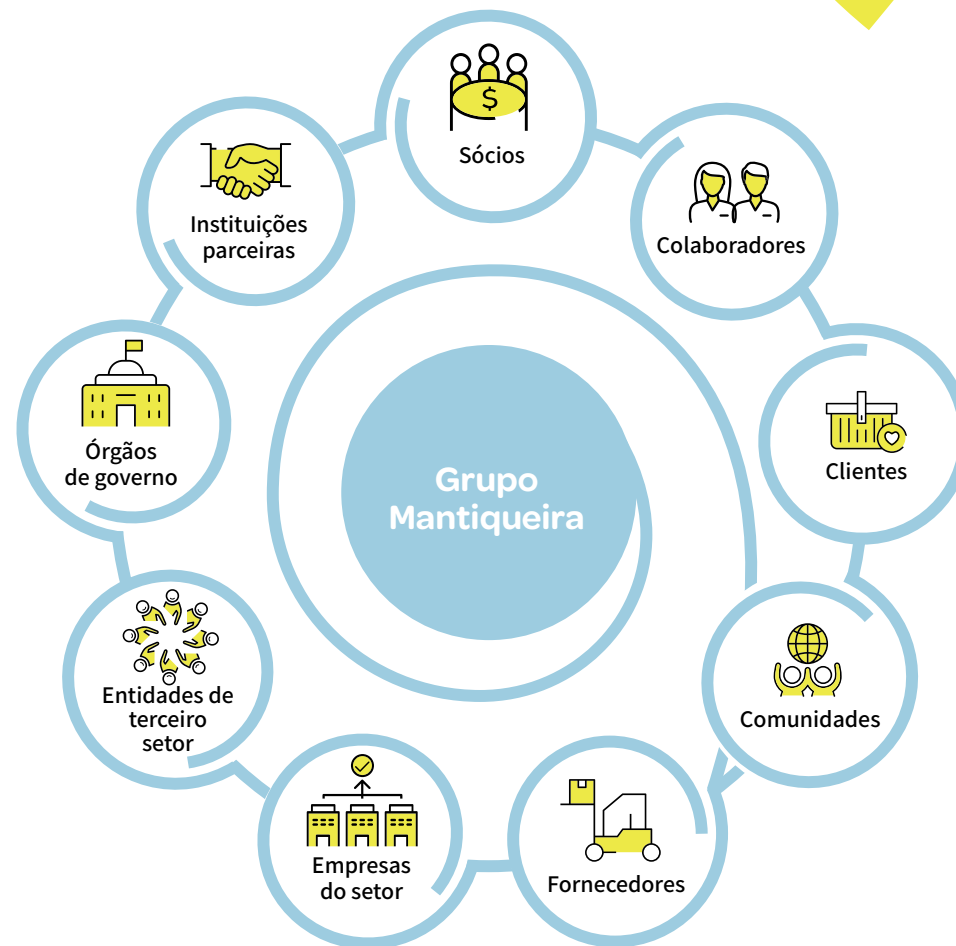 Sócios
Colaboradores
Clientes
Comunidades
Fornecedores
Empresas
do setor
Entidades de
terceiro
setor
Órgãos
de governo
Instituições
parceiras
Grupo
Mantiqueira
$